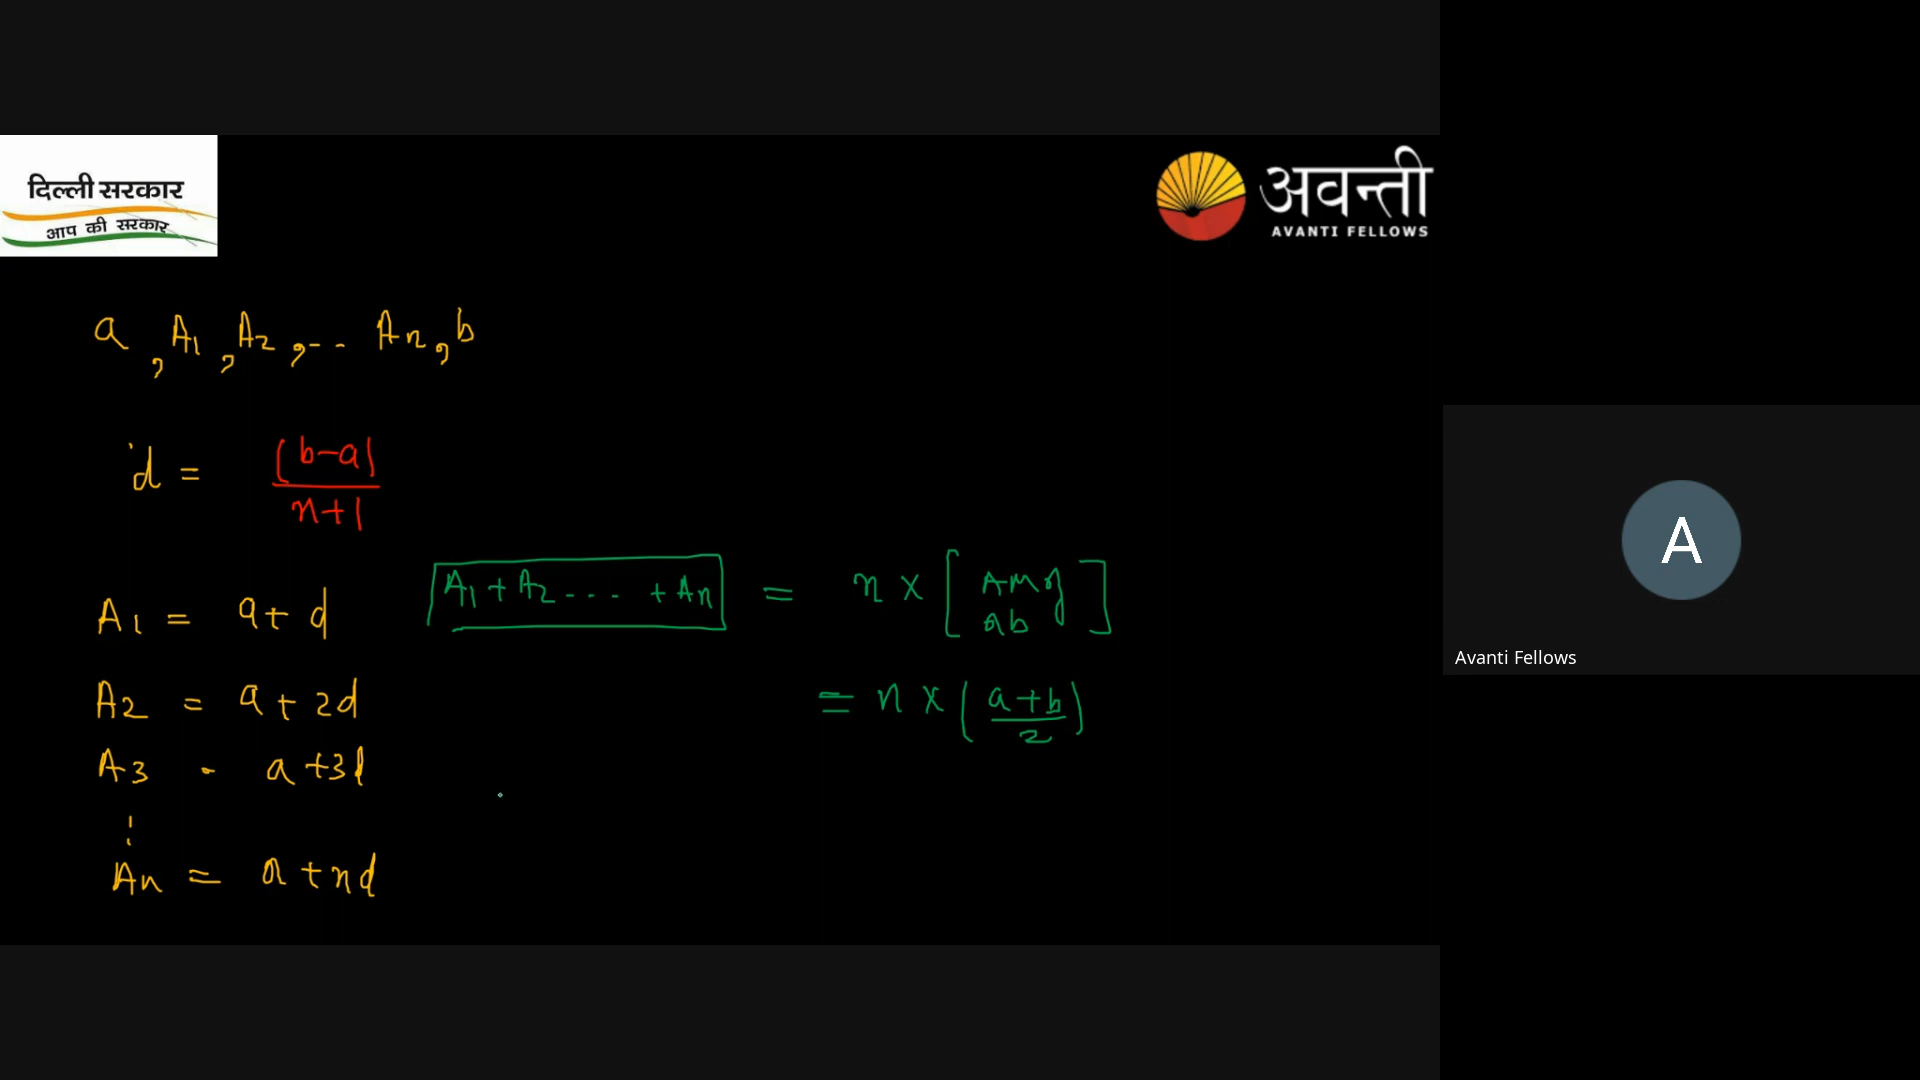 दिल्ली सरकार
आप की सरकार
अवन्ती
AVANTI FELLOWS
a, A1, A2, -- An, b
d = (b-a)
n+1
A1+A2.... +An = n x [AM of
ab]
A1 = a+d
= n x (a+b
2)
A2 = a+2d
A3 - a+3d
An = a+nd
A
Avanti Fellows